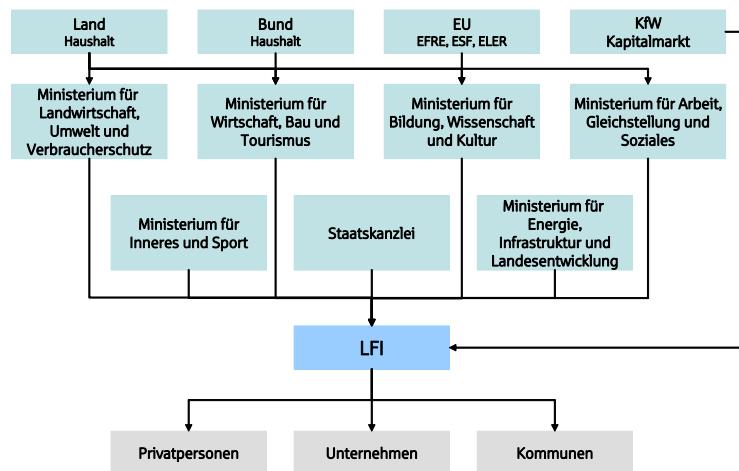 Land
Haushalt
Bund
Haushalt
EU
EFRE, ESF, ELER
KfW
Kapitalmarkt
Ministerium für
Landwirtschaft,
Umwelt und
Verbraucherschutz
Ministerium für
Wirtschaft, Bau und
Tourismus
Ministerium für
Bildung, Wissenschaft
und Kultur
Ministerium für Arbeit,
Gleichstellung und
Soziales
Ministerium für
Inneres und Sport
Staatskanzlei
Ministerium für
Energie,
Infrastruktur und
Landesentwicklung
LFI
Privatpersonen
Unternehmen
Kommunen